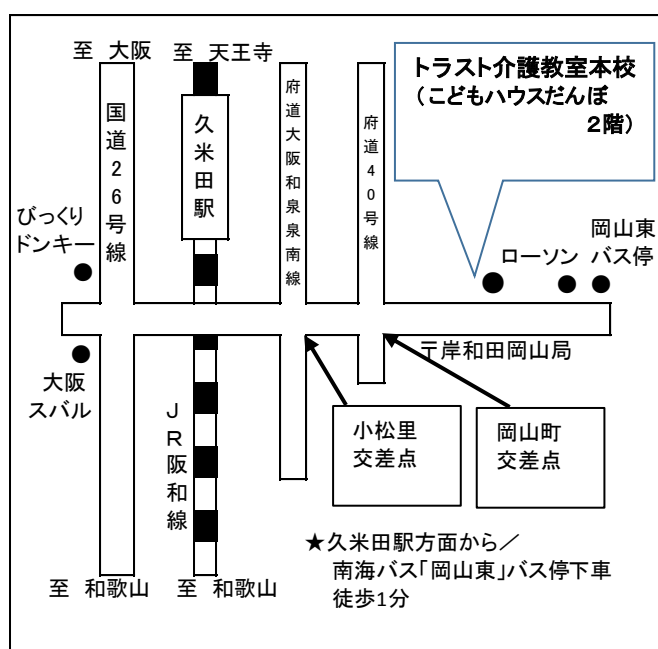 至 大阪
至 天王寺
トラスト介護教室本校
（こどもハウスだんぼ
2階）
国道26号線
久米田駅
府道大阪和泉泉南線
府道40号線
びっくり
ドンキー
ローソン
岡山東
バス停
〒岸和田岡山局
大阪
スバル
JR阪和線
小松里
交差点
岡山町
交差点
★久米田駅方面から／
南海バス「岡山東」バス停下車
徒歩1分
至 和歌山
至 和歌山